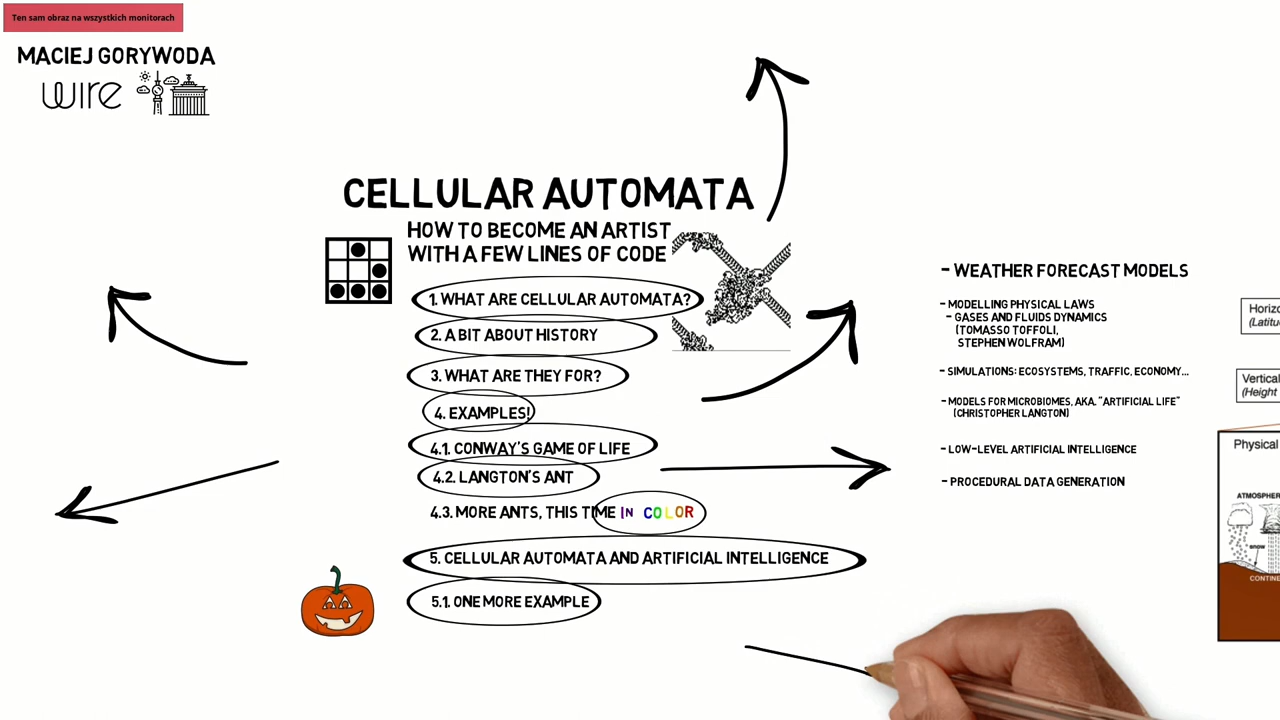 Ten sam obraz na wszystkich monitorach
MACIEJ GORYWODA
wire
CELLULAR AUTOMATA
HOW TO BECOME AN ARTIST
WITH A FEW LINES OF CODE
1. WHAT ARE CELLULAR AUTOMATA?
2. A BIT ABOUT HISTORY
3. WHAT ARE THEY FOR?
4. EXAMPLES!
4.1. CONWAY'S GAME OF LIFE
4.2. LANGTON'S ANT
4.3. MORE ANTS, THIS TIME IN COLOR
5. CELLULAR AUTOMATA AND ARTIFICIAL INTELLIGENCE
5.1. ONE MORE EXAMPLE
- WEATHER FORECAST MODELS
- MODELLING PHYSICAL LAWS
- GASES AND FLUIDS DYNAMICS
(TOMASSO TOFFOLI,
STEPHEN WOLFRAM)
- SIMULATIONS: ECOSYSTEMS, TRAFFIC, ECONOMY...
- MODELS FOR MICROBIOMES, AKA. "ARTIFICIAL LIFE"
(CHRISTOPHER LANGTON)
- LOW-LEVEL ARTIFICIAL INTELLIGENCE
- PROCEDURAL DATA GENERATION
Vertical
(Height
Physical
snow